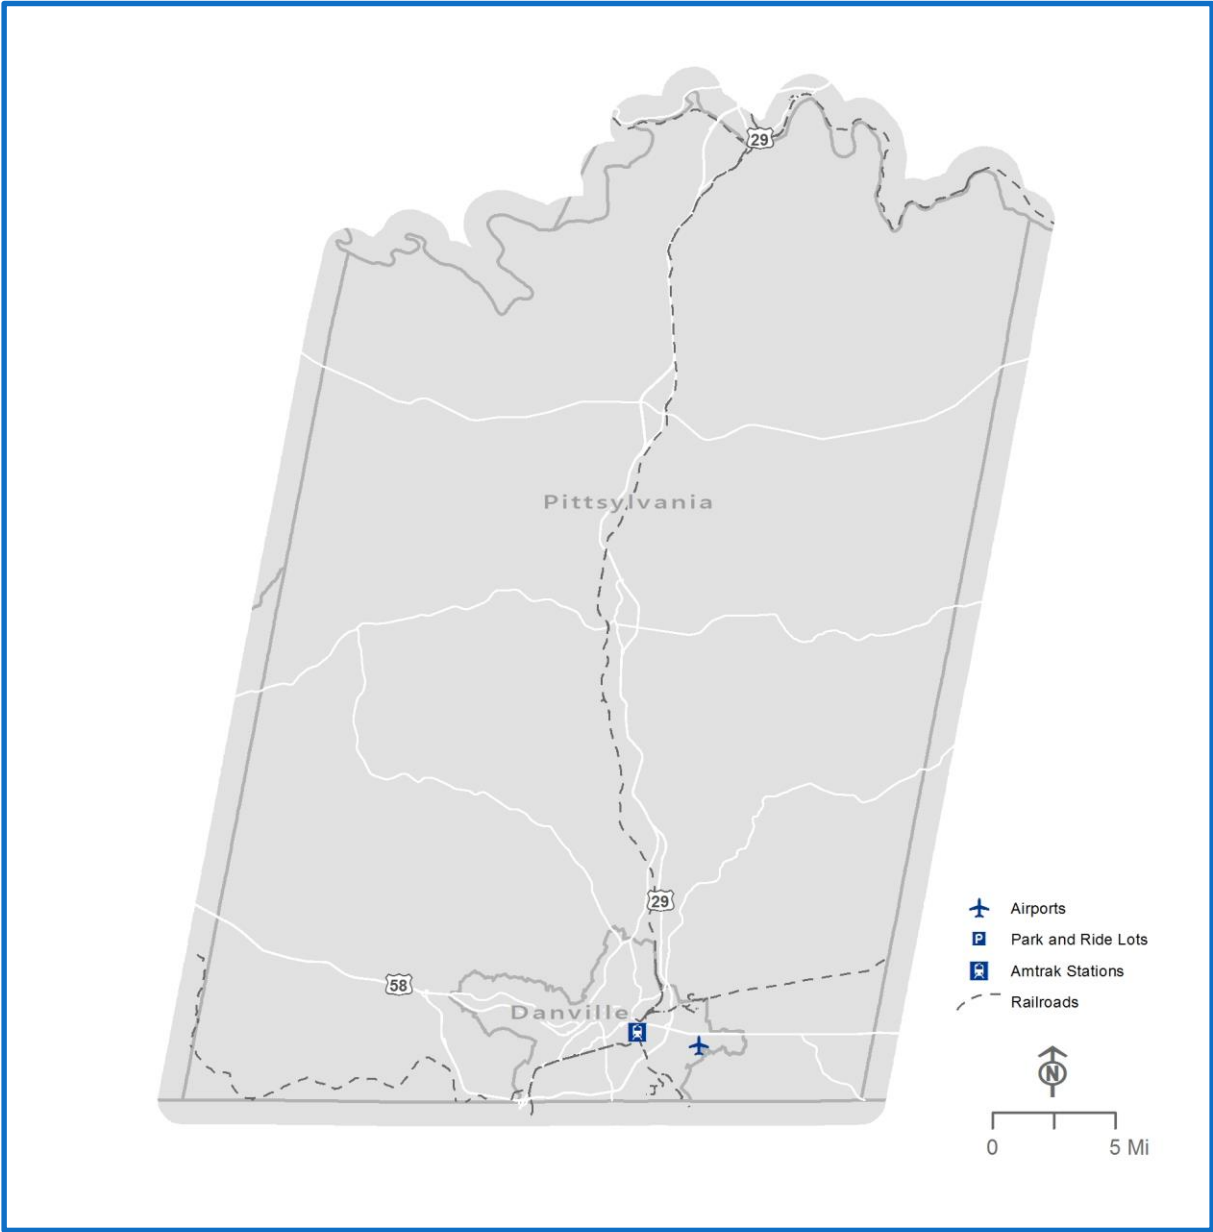 29
Pittsylvania
29
Airports
P Park and Ride Lots
Amtrak Stations
58
Railroads
Danville
N
0 5 Mi